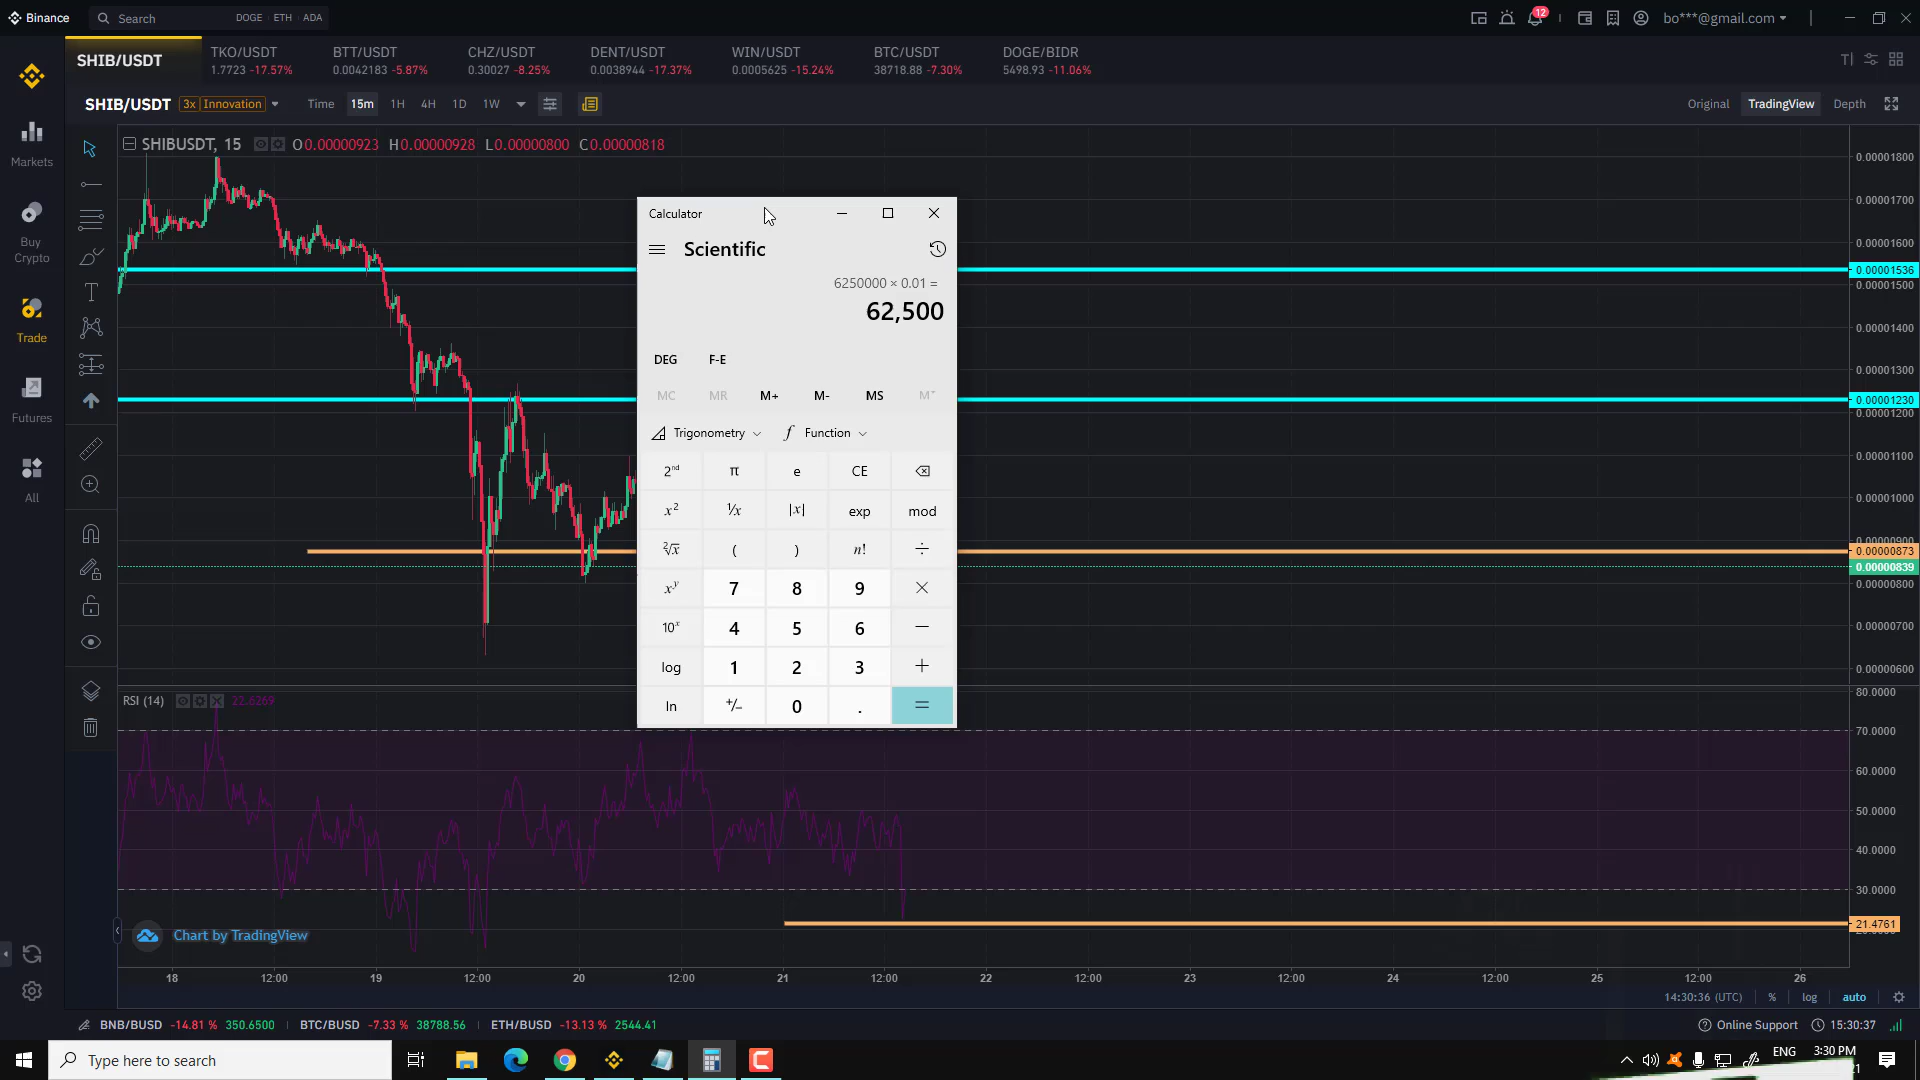 Binance Search DOGE · ETH · ADA 12 bo***@gmail.com
SHIB/USDT TKO/USDT BTT/USDT CHZ/USDT DENT/USDT WIN/USDT BTC/USDT DOGE/BIDR
1.7723 -17.57% 0.0042183 -5.87% 0.30027 -8.25% 0.0038944 -17.37% 0.0005625 -15.24% 38718.88 -7.30% 5498.93 -11.06%
SHIB/USDT 3x Innovation Time 15m 1H 4H 1D 1W Original TradingView Depth
SHIBUSDT, 15 O0.00000923 H0.00000928 L0.00000800 C0.00000818
Markets
Buy
Crypto
Trade
Futures
All
Calculator
Scientific
6250000 × 0.01 =
62,500
DEG F-E
MC MR M+ M- MS M˅
Trigonometry f Function
2nd π e CE
x² ¹/x |x| exp mod
²√x ( ) n! ÷
xʸ 7 8 9 ×
10ˣ 4 5 6 −
log 1 2 3 +
ln +/− 0 . =
0.00001800
0.00001700
0.00001600
0.00001536
0.00001500
0.00001400
0.00001300
0.00001230
0.00001200
0.00001100
0.00001000
0.00000900
0.00000873
0.00000839
0.00000800
0.00000700
0.00000600
RSI (14) 22.6269
80.0000
70.0000
60.0000
50.0000
40.0000
30.0000
21.4761
Chart by TradingView
18 12:00 19 12:00 20 12:00 21 12:00 22 12:00 23 12:00 24 12:00 25 12:00 26
14:30:36 (UTC) % log auto
BNB/BUSD -14.81 % 350.6500 BTC/BUSD -7.33 % 38788.56 ETH/BUSD -13.13 % 2544.41 Online Support 15:30:37
Type here to search ENG 3:30 PM